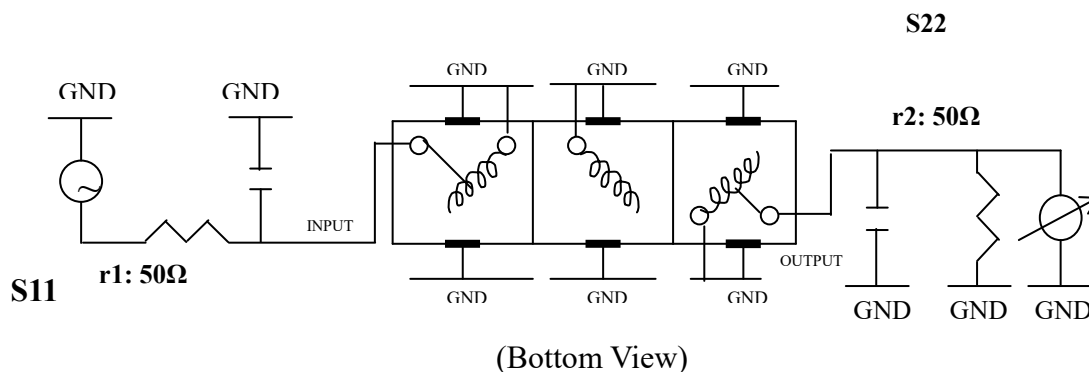 S22
GND GND GND GND GND
r2: 50Ω
INPUT
OUTPUT
r1: 50Ω
S11
GND GND GND GND GND GND
(Bottom View)